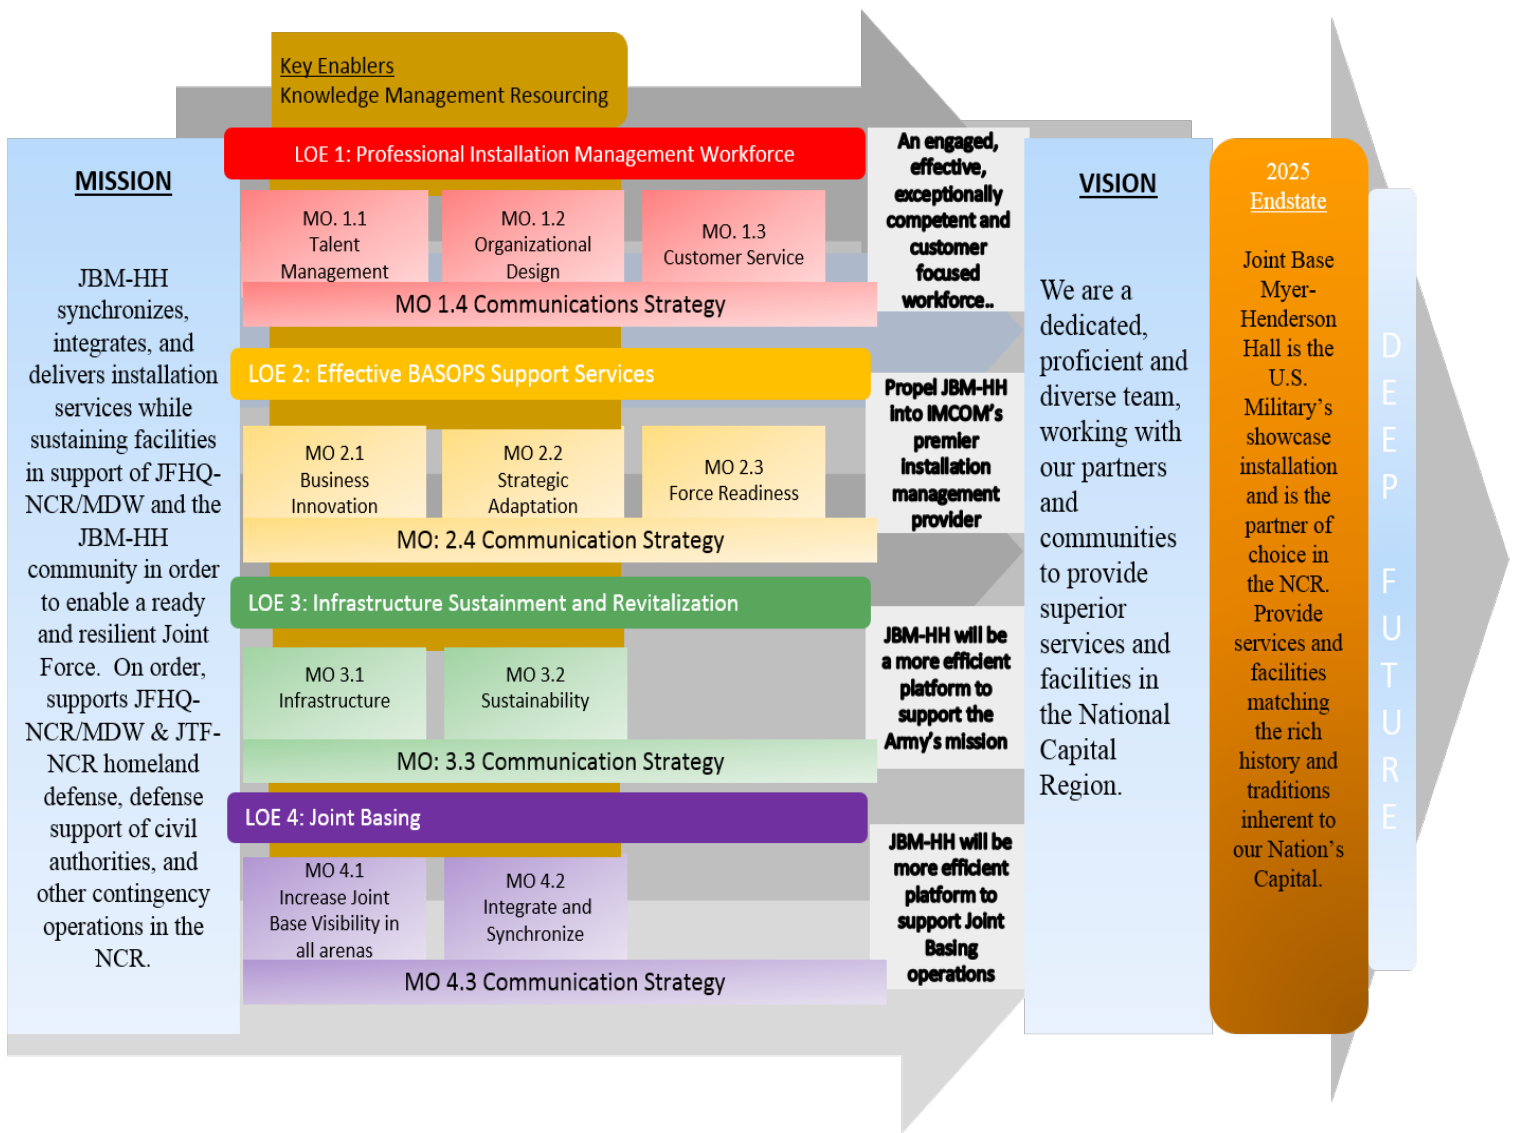 Key Enablers
Knowledge Management Resourcing
MISSION
JBM-HH
synchronizes,
integrates, and
delivers installation
services while
sustaining facilities
in support of JFHQ-
NCR/MDW and the
JBM-HH
community in order
to enable a ready
and resilient Joint
Force.  On order,
supports JFHQ-
NCR/MDW & JTF-
NCR homeland
defense, defense
support of civil
authorities, and
other contingency
operations in the
NCR.
LOE 1: Professional Installation Management Workforce
MO. 1.1
Talent
Management
MO. 1.2
Organizational
Design
MO. 1.3
Customer Service
MO 1.4 Communications Strategy
An engaged,
effective,
exceptionally
competent and
customer
focused
workforce..
LOE 2: Effective BASOPS Support Services
MO 2.1
Business
Innovation
MO 2.2
Strategic
Adaptation
MO 2.3
Force Readiness
MO: 2.4 Communication Strategy
Propel JBM-HH
into IMCOM's
premier
installation
management
provider
LOE 3: Infrastructure Sustainment and Revitalization
MO 3.1
Infrastructure
MO 3.2
Sustainability
MO: 3.3 Communication Strategy
JBM-HH will be
a more efficient
platform to
support the
Army's mission
LOE 4: Joint Basing
MO 4.1
Increase Joint
Base Visibility in
all arenas
MO 4.2
Integrate and
Synchronize
MO 4.3 Communication Strategy
JBM-HH will be
more efficient
platform to
support Joint
Basing
operations
VISION
We are a
dedicated,
proficient and
diverse team,
working with
our partners
and
communities
to provide
superior
services and
facilities in
the National
Capital
Region.
2025
Endstate
Joint Base
Myer-
Henderson
Hall is the
U.S.
Military's
showcase
installation
and is the
partner of
choice in
the NCR.
Provide
services and
facilities
matching
the rich
history and
traditions
inherent to
our Nation's
Capital.
DEEP FUTURE